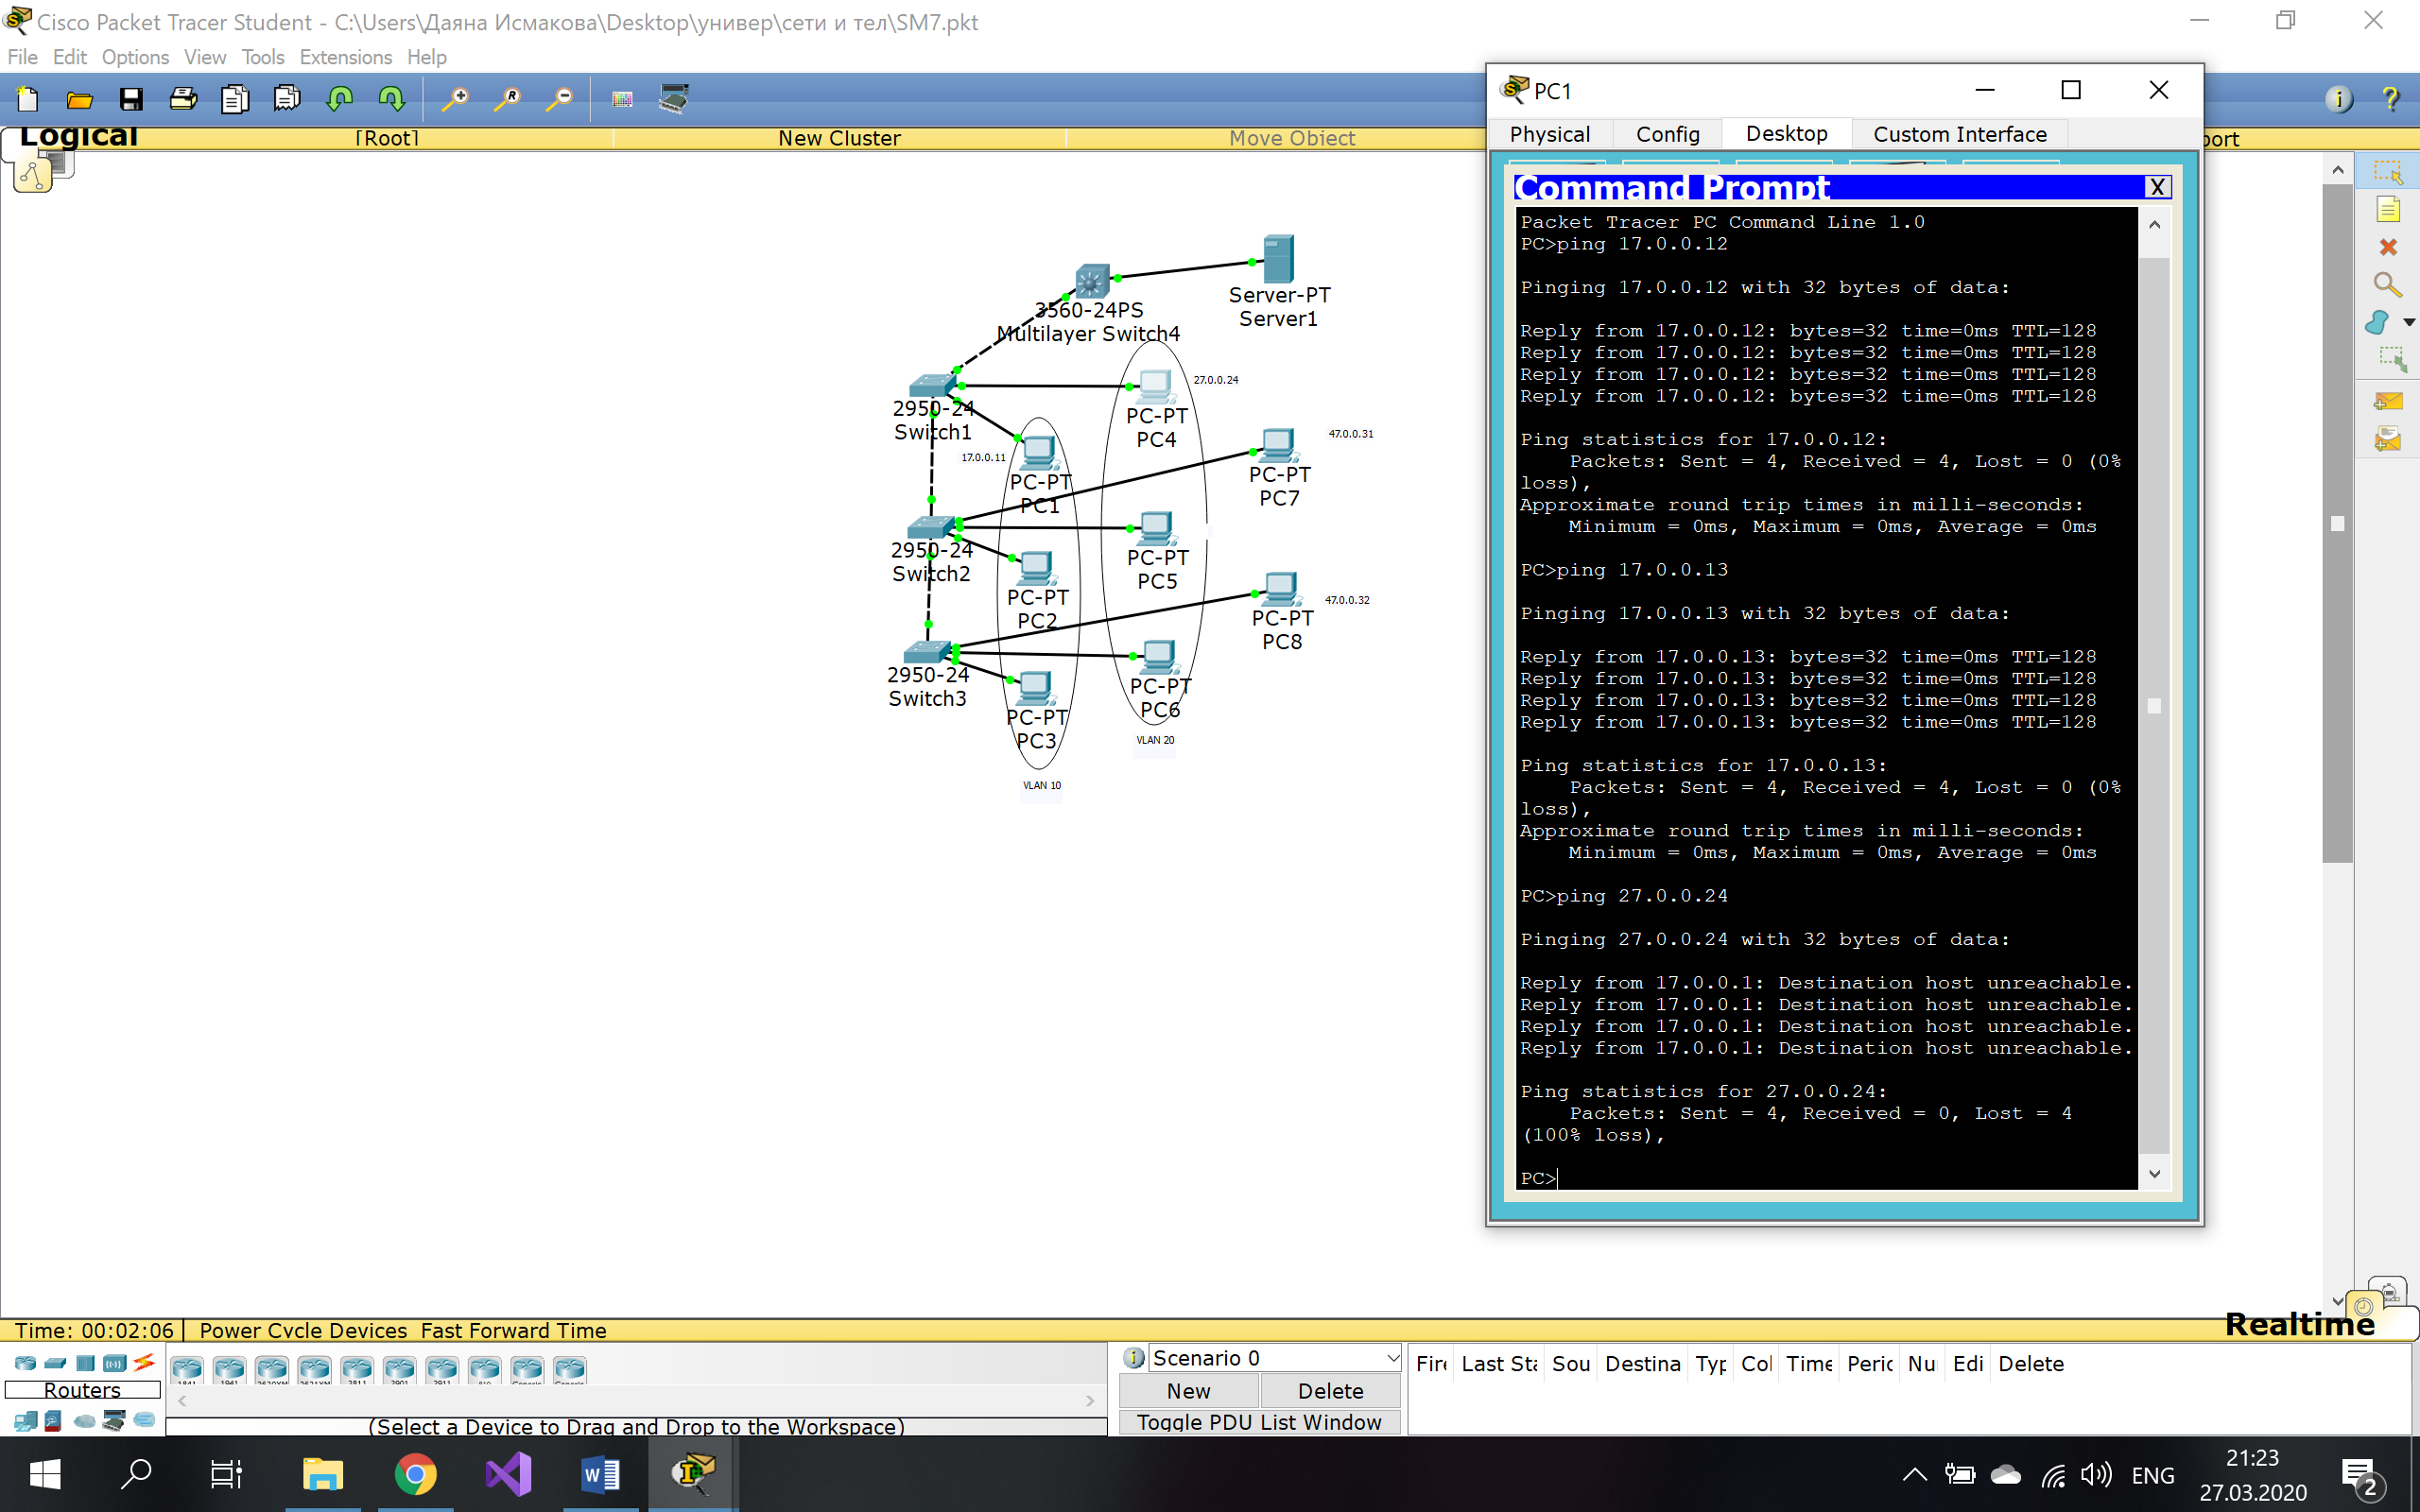 Cisco Packet Tracer Student - C:\Users\Даяна Исмакова\Desktop\универ\сети и тел\SM7.pkt
File Edit Options View Tools Extensions Help
Logical
[Root]
New Cluster
Move Object
port
3560-24PS
Multilayer Switch4
Server-PT
Server1
2950-24
Switch1
PC-PT
PC4
27.0.0.24
17.0.0.11
PC-PT
PC1
PC-PT
PC7
47.0.0.31
2950-24
Switch2
PC-PT
PC5
PC-PT
PC2
PC-PT
PC8
47.0.0.32
2950-24
Switch3
PC-PT
PC6
PC-PT
PC3
VLAN 20
VLAN 10
PC1
Physical Config Desktop Custom Interface
Command Prompt
X
Packet Tracer PC Command Line 1.0
PC>ping 17.0.0.12
Pinging 17.0.0.12 with 32 bytes of data:
Reply from 17.0.0.12: bytes=32 time=0ms TTL=128
Reply from 17.0.0.12: bytes=32 time=0ms TTL=128
Reply from 17.0.0.12: bytes=32 time=0ms TTL=128
Reply from 17.0.0.12: bytes=32 time=0ms TTL=128
Ping statistics for 17.0.0.12:
Packets: Sent = 4, Received = 4, Lost = 0 (0%
loss),
Approximate round trip times in milli-seconds:
Minimum = 0ms, Maximum = 0ms, Average = 0ms
PC>ping 17.0.0.13
Pinging 17.0.0.13 with 32 bytes of data:
Reply from 17.0.0.13: bytes=32 time=0ms TTL=128
Reply from 17.0.0.13: bytes=32 time=0ms TTL=128
Reply from 17.0.0.13: bytes=32 time=0ms TTL=128
Reply from 17.0.0.13: bytes=32 time=0ms TTL=128
Ping statistics for 17.0.0.13:
Packets: Sent = 4, Received = 4, Lost = 0 (0%
loss),
Approximate round trip times in milli-seconds:
Minimum = 0ms, Maximum = 0ms, Average = 0ms
PC>ping 27.0.0.24
Pinging 27.0.0.24 with 32 bytes of data:
Reply from 17.0.0.1: Destination host unreachable.
Reply from 17.0.0.1: Destination host unreachable.
Reply from 17.0.0.1: Destination host unreachable.
Reply from 17.0.0.1: Destination host unreachable.
Ping statistics for 27.0.0.24:
Packets: Sent = 4, Received = 0, Lost = 4
(100% loss),
PC>
Time: 00:02:06 Power Cycle Devices Fast Forward Time
Realtime
Routers
(Select a Device to Drag and Drop to the Workspace)
Scenario 0
New Delete
Toggle PDU List Window
Fire Last Sta Sou Destina Typ Col Time Peric Nu Edi Delete
ENG
21:23
27.03.2020
2